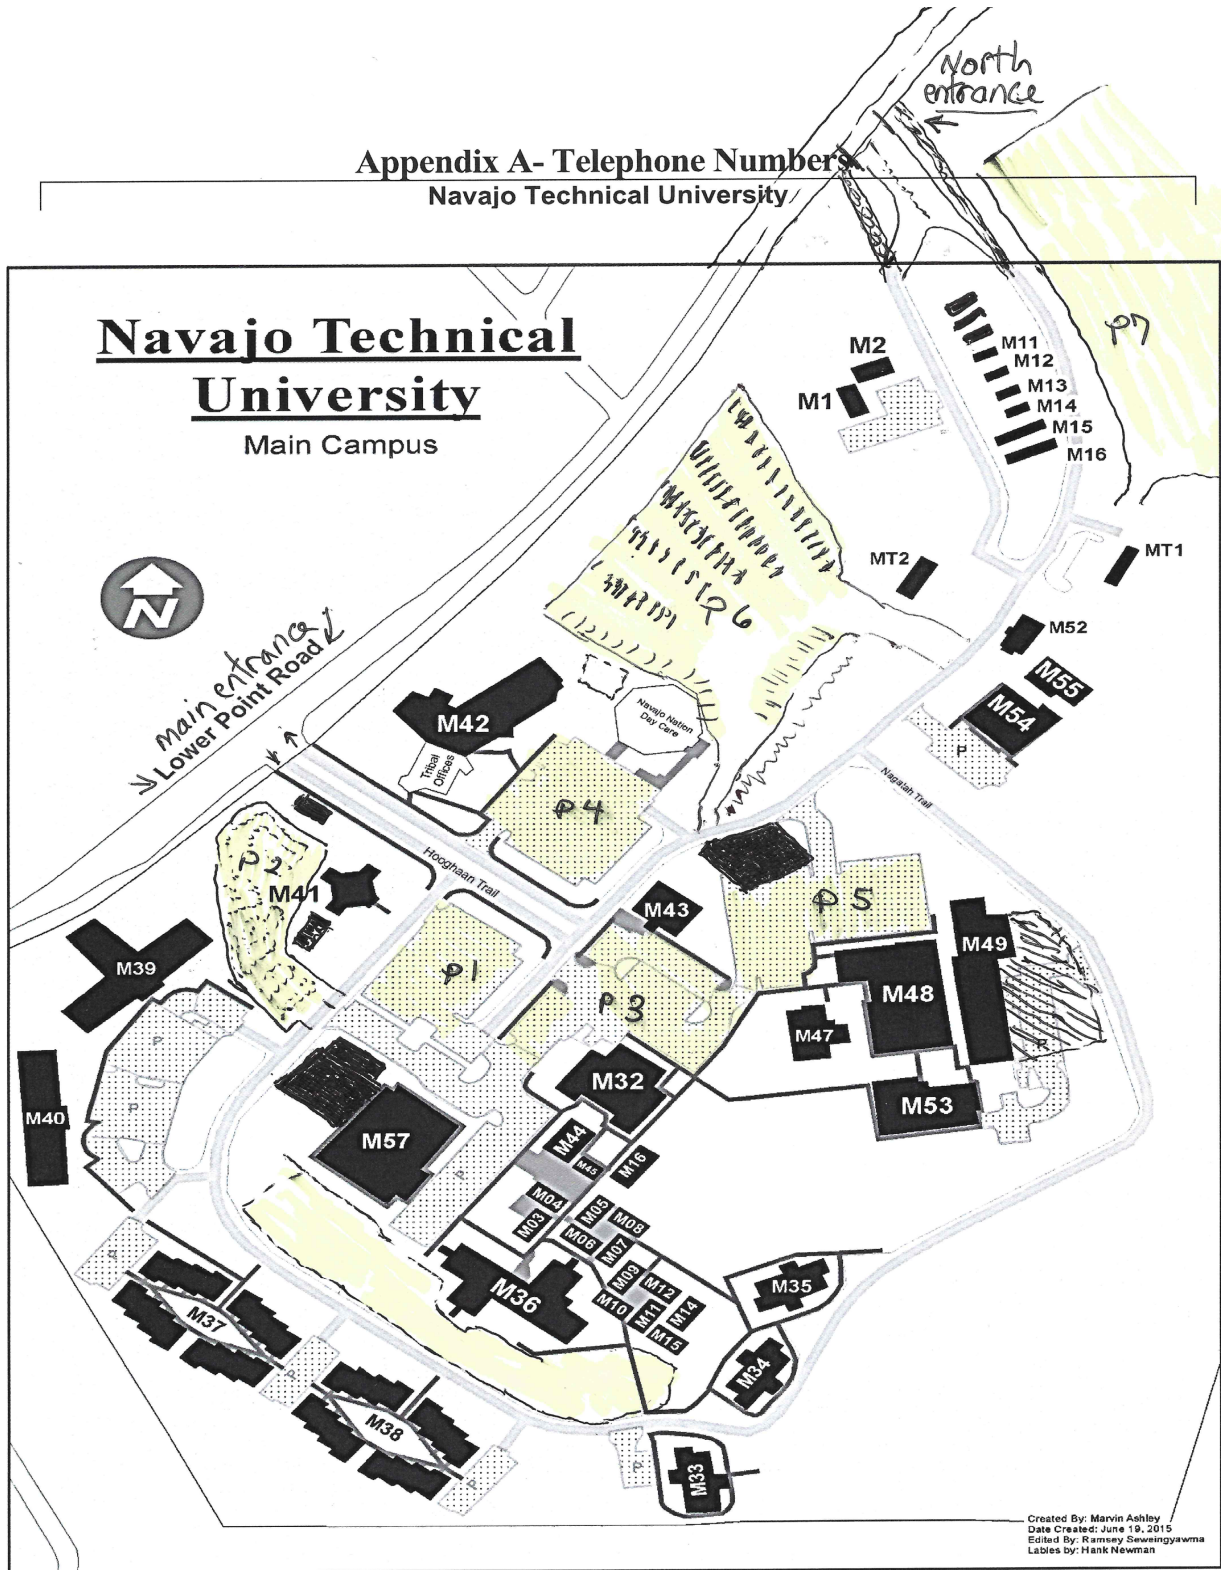 North
entrance
Appendix A- Telephone Numbers
Navajo Technical University
Navajo Technical
University
Main Campus
P7
M11
M2
M12
M13
M1
M14
M15
M16
MT2
MT1
P6
N
M52
main entrance
Lower Point Road
M55
M54
P
M42
Navajo Nation
Day Care
Tribal
Offices
Nagalah Trail
P4
P2
Hooghaan Trail
M41
P5
M43
M49
M39
P1
P3
M48
P
M47
P
P
M32
M53
M40
M57
M44
M45
M16
P
M04
M03
M05
M08
M06
M07
P
M36
M09
M12
M35
M10
M11
M14
M15
M37
P
M34
M38
P
P
M33
Created By: Marvin Ashley
Date Created: June 19, 2015
Edited By: Ramsey Seweingyawma
Lables by: Hank Newman